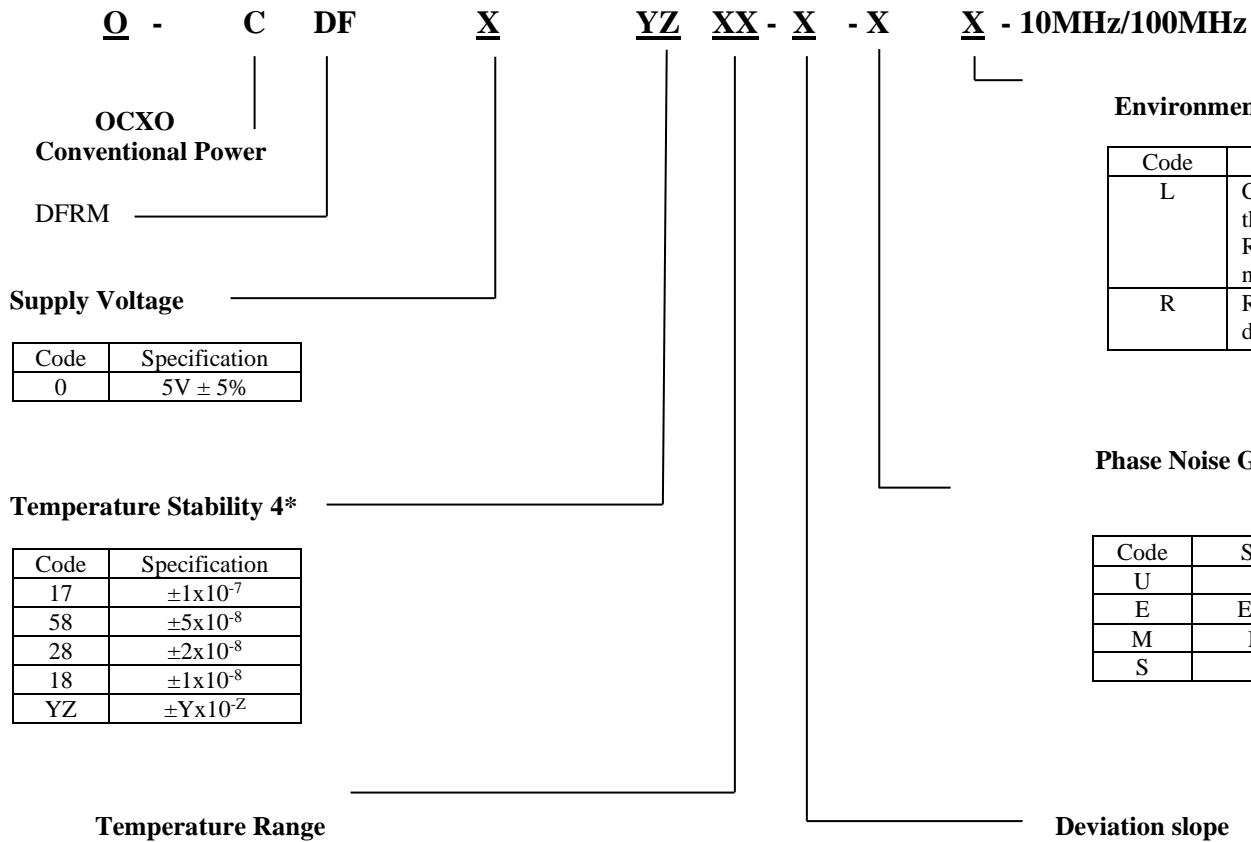 O - C DF X YZ XX - X - X X - 10MHz/100MHz
OCXO
Conventional Power
DFRM
Supply Voltage
Code Specification
0 5V ± 5%
Temperature Stability 4*
Code Specification
17 ±1x10-7
58 ±5x10-8
28 ±2x10-8
18 ±1x10-8
YZ ±Yx10-Z
Temperature Range
Code
L
R
Phase Noise
Code
U
E
M
S
Deviation slope